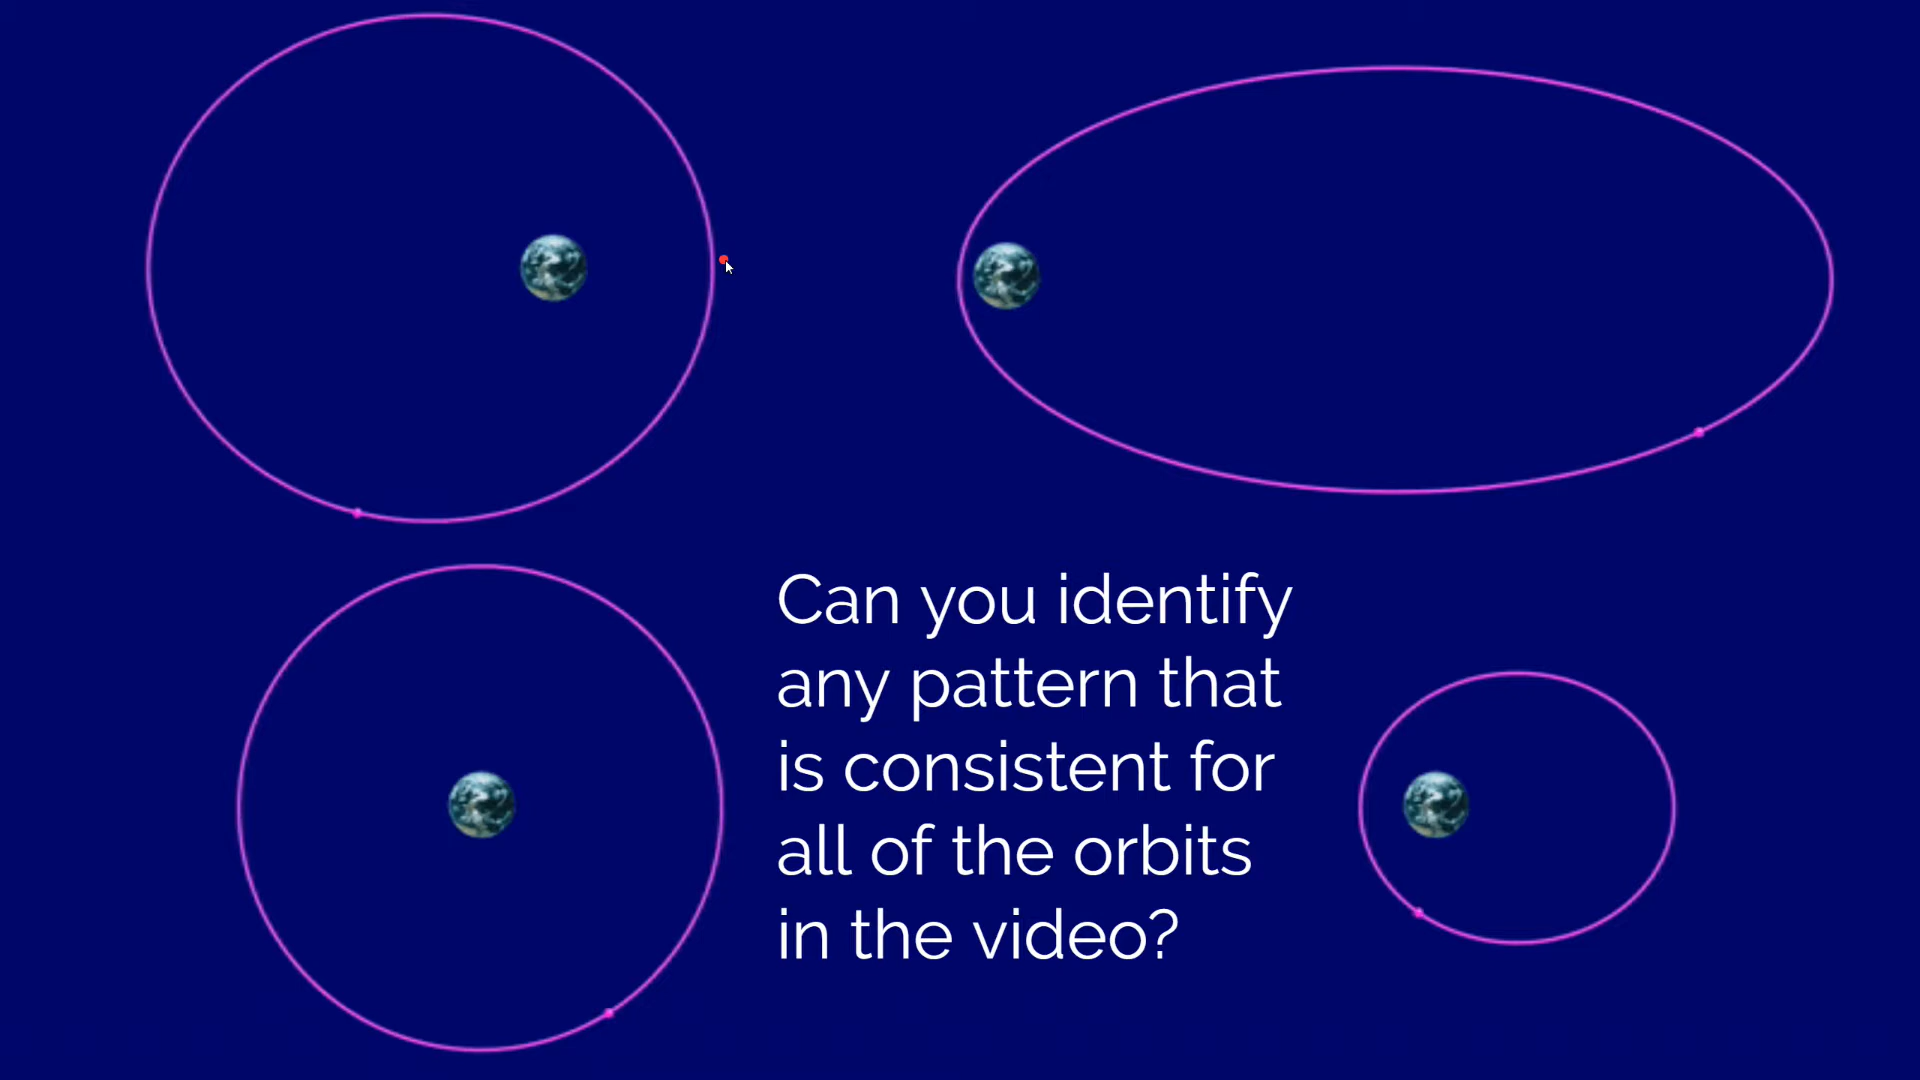 Can you identify
any pattern that
is consistent for
all of the orbits
in the video?